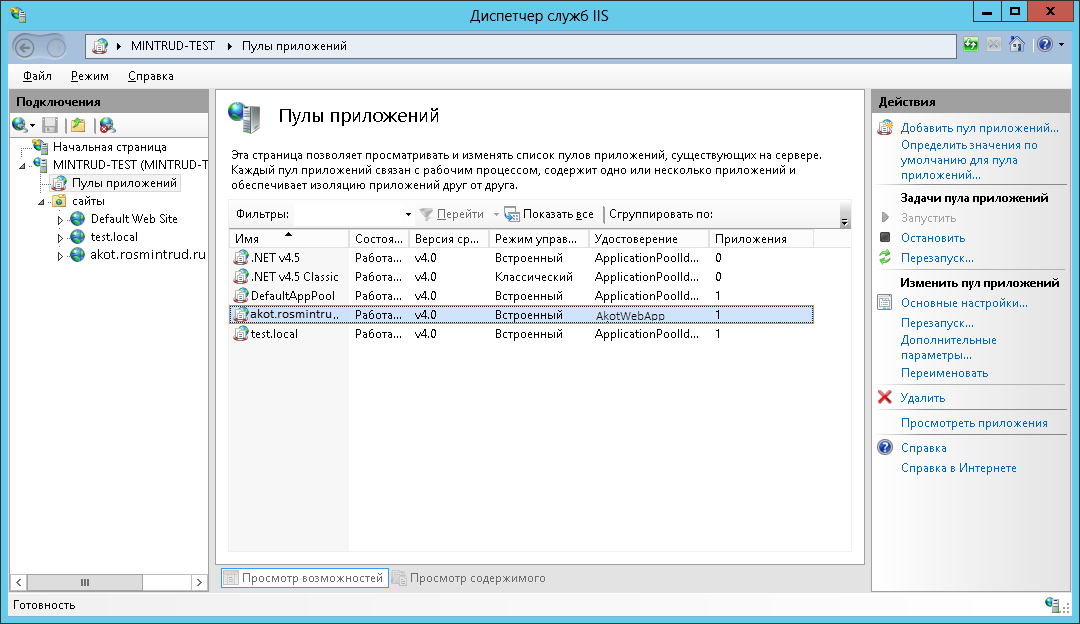 Диспетчер служб IIS
MINTRUD-TEST
Пулы приложений
Файл Режим Справка
Подключения
Начальная страница
MINTRUD-TEST (MINTRUD-T
Пулы приложений
сайты
Default Web Site
test.local
akot.rosmintrud.ru
Пулы приложений
Эта страница позволяет просматривать и изменять список пулов приложений, существующих на сервере.
Каждый пул приложений связан с рабочим процессом, содержит одно или несколько приложений и
обеспечивает изоляцию приложений друг от друга.
Фильтры: Перейти Показать все Сгруппировать по:
Имя Состоя... Версия ср... Режим управ... Удостоверение Приложения
.NET v4.5 Работа... v4.0 Встроенный ApplicationPoolId... 0
.NET v4.5 Classic Работа... v4.0 Классический ApplicationPoolId... 0
DefaultAppPool Работа... v4.0 Встроенный ApplicationPoolId... 1
akot.rosmintru... Работа... v4.0 Встроенный AkotWebApp 1
test.local Работа... v4.0 Встроенный ApplicationPoolId... 1
Просмотр возможностей Просмотр содержимого
Действия
Добавить пул приложений...
Определить значения по
умолчанию для пула
приложений...
Задачи пула приложений
Запустить
Остановить
Перезапуск...
Изменить пул приложений
Основные настройки...
Перезапуск...
Дополнительные
параметры...
Переименовать
Удалить
Просмотреть приложения
Справка
Справка в Интернете
Готовность